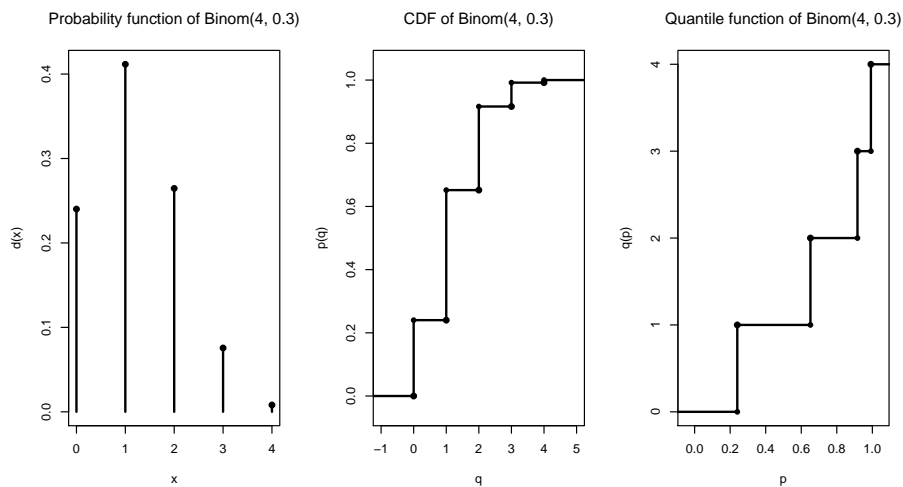 Probability function of Binom(4, 0.3)
d(x)
0.4
0.3
0.2
0.1
0.0
0 1 2 3 4
x
CDF of Binom(4, 0.3)
p(q)
1.0
0.8
0.6
0.4
0.2
0.0
−1 0 1 2 3 4 5
q
Quantile function of Binom(4, 0.3)
q(p)
4
3
2
1
0
0.0 0.2 0.4 0.6 0.8 1.0
p